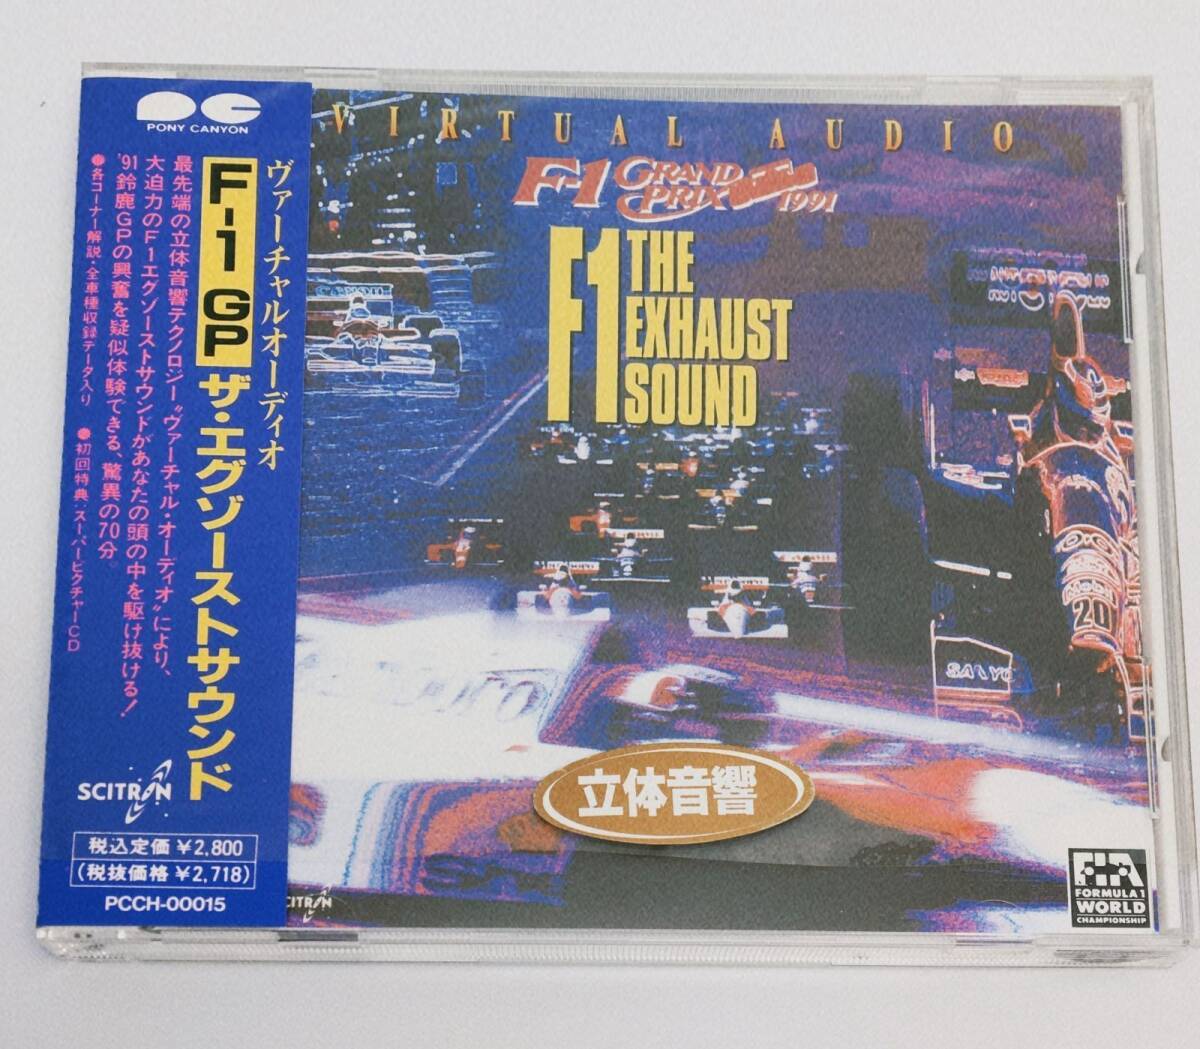 PONY CANYON
ヴァーチャルオーディオ
F-1 GP ザ・エグゾーストサウンド
最先端の立体音響テクノロジー“ヴァーチャル・オーディオ”により、
大迫力のF1エグゾーストサウンドがあなたの頭の中を駆け抜ける!
'91鈴鹿GPの興奮を疑似体験できる、驚異の70分。
●各コーナー解説・全車種収録データ入り ●初回特典・スーパーピクチャーCD
SCITRON
税込定価 ¥2,800
(税抜価格 ¥2,718)
PCCH-00015
VIRTUAL AUDIO
F-1 GRAND PRIX 1991
F1 THE EXHAUST SOUND
CANON
Mobil
20
SANYO
立体音響
CITRON
FIA
FORMULA 1
WORLD
CHAMPIONSHIP